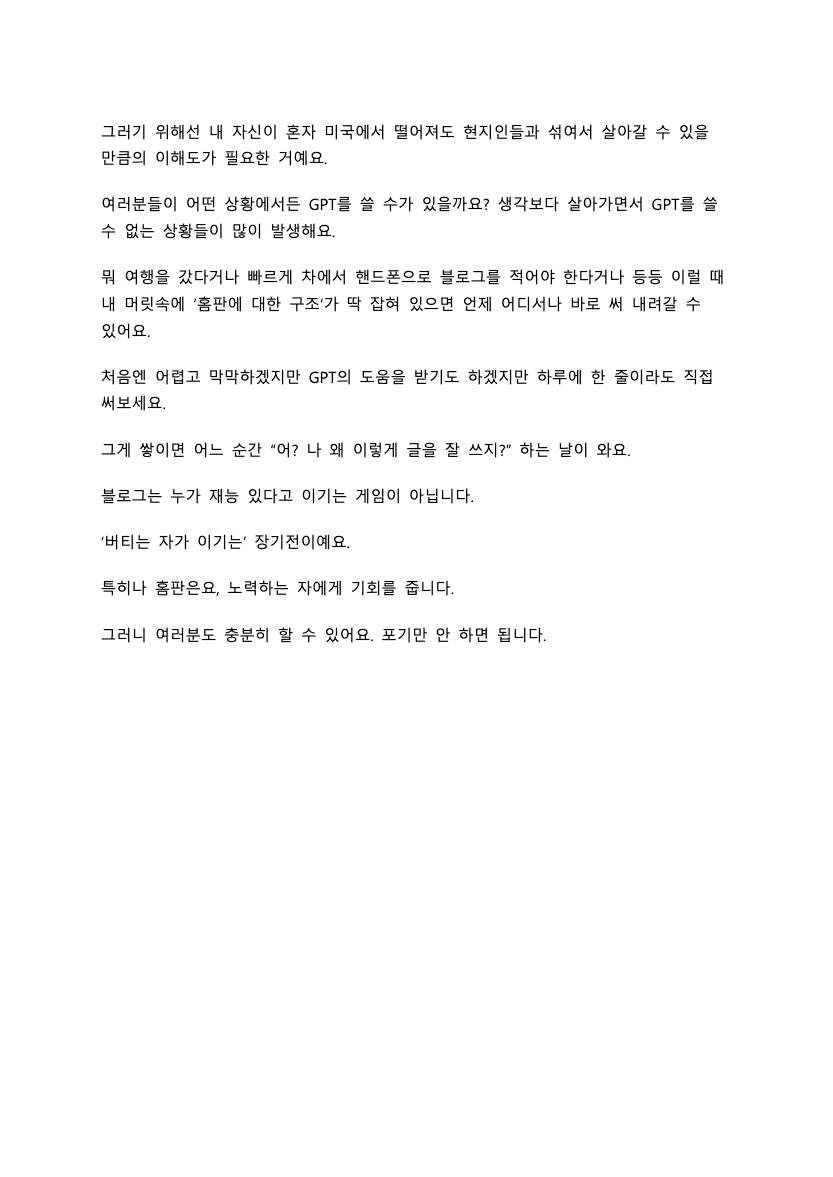 그러기 위해선 내 자신이 혼자 미국에서 떨어져도 현지인들과 섞여서 살아갈 수 있을
만큼의 이해도가 필요한 거예요.
여러분들이 어떤 상황에서든 GPT를 쓸 수가 있을까요? 생각보다 살아가면서 GPT를 쓸
수 없는 상황들이 많이 발생해요.
뭐 여행을 갔다거나 빠르게 차에서 핸드폰으로 블로그를 적어야 한다거나 등등 이럴 때
내 머릿속에 ‘홈판에 대한 구조’가 딱 잡혀 있으면 언제 어디서나 바로 써 내려갈 수
있어요.
처음엔 어렵고 막막하겠지만 GPT의 도움을 받기도 하겠지만 하루에 한 줄이라도 직접
써보세요.
그게 쌓이면 어느 순간 “어? 나 왜 이렇게 글을 잘 쓰지?” 하는 날이 와요.
블로그는 누가 재능 있다고 이기는 게임이 아닙니다.
‘버티는 자가 이기는’ 장기전이예요.
특히나 홈판은요, 노력하는 자에게 기회를 줍니다.
그러니 여러분도 충분히 할 수 있어요. 포기만 안 하면 됩니다.